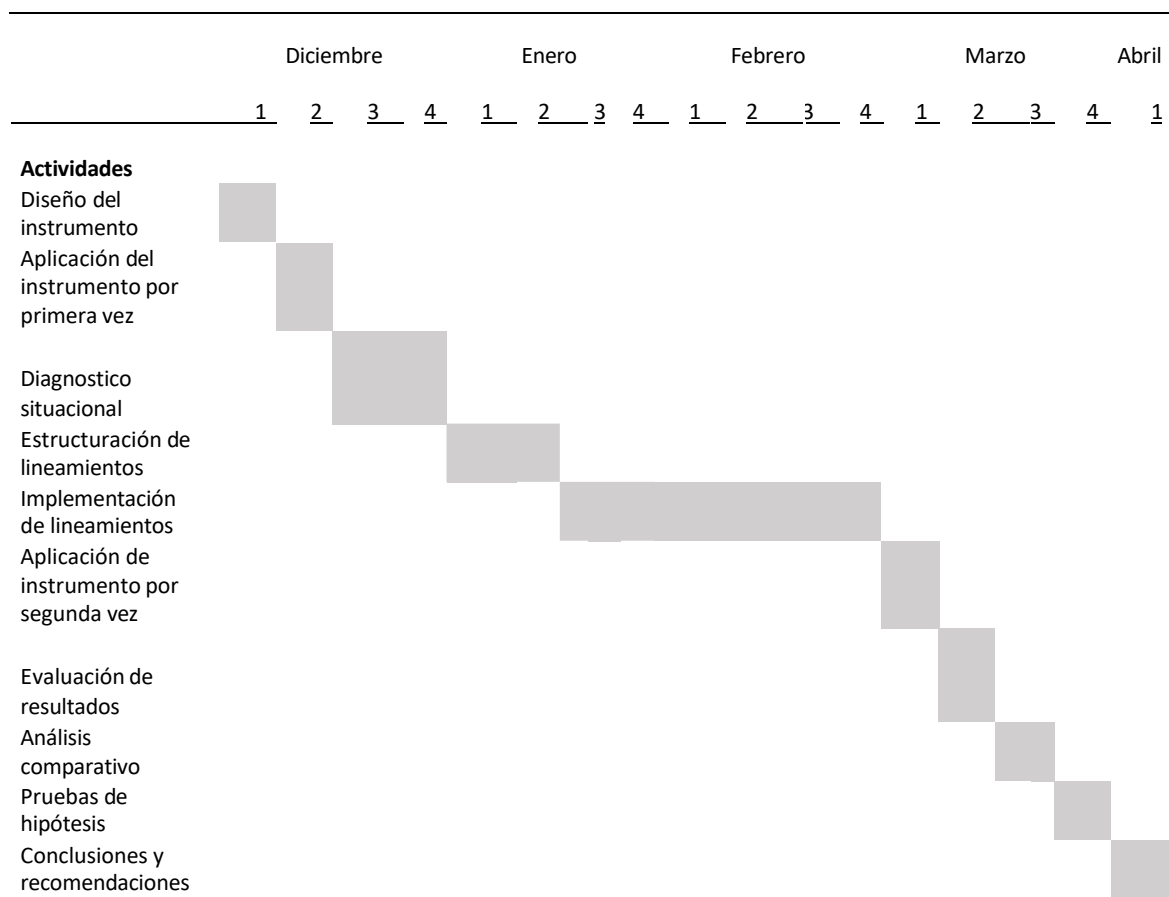 Diciembre Enero Febrero Marzo Abril
1 2 3 4 1 2 3 4 1 2 3 4 1 2 3 4 1
Actividades
Diseño del
instrumento
Aplicación del
instrumento por
primera vez
Diagnostico
situacional
Estructuración de
lineamientos
Implementación
de lineamientos
Aplicación de
instrumento por
segunda vez
Evaluación de
resultados
Análisis
comparativo
Pruebas de
hipótesis
Conclusiones y
recomendaciones